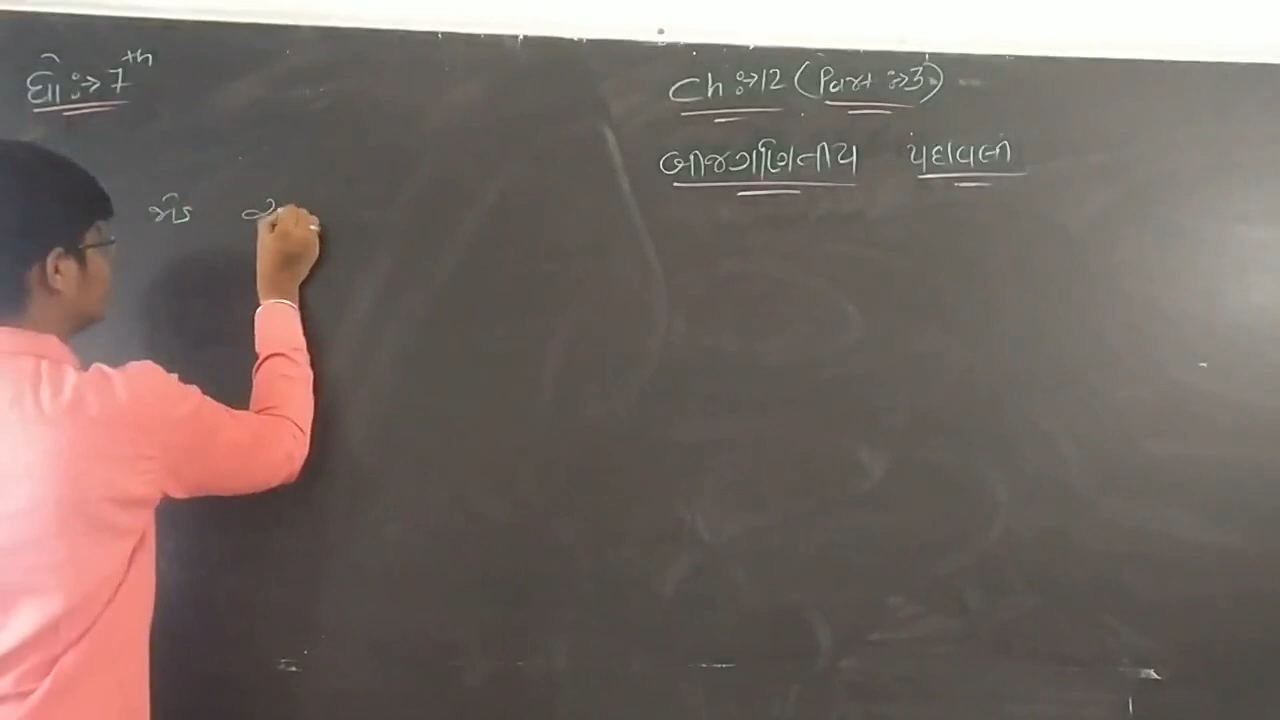 ધો :-> 7th
Ch :-> 12 (Part :-> 3)
બીજગણિતીય પદાવલી